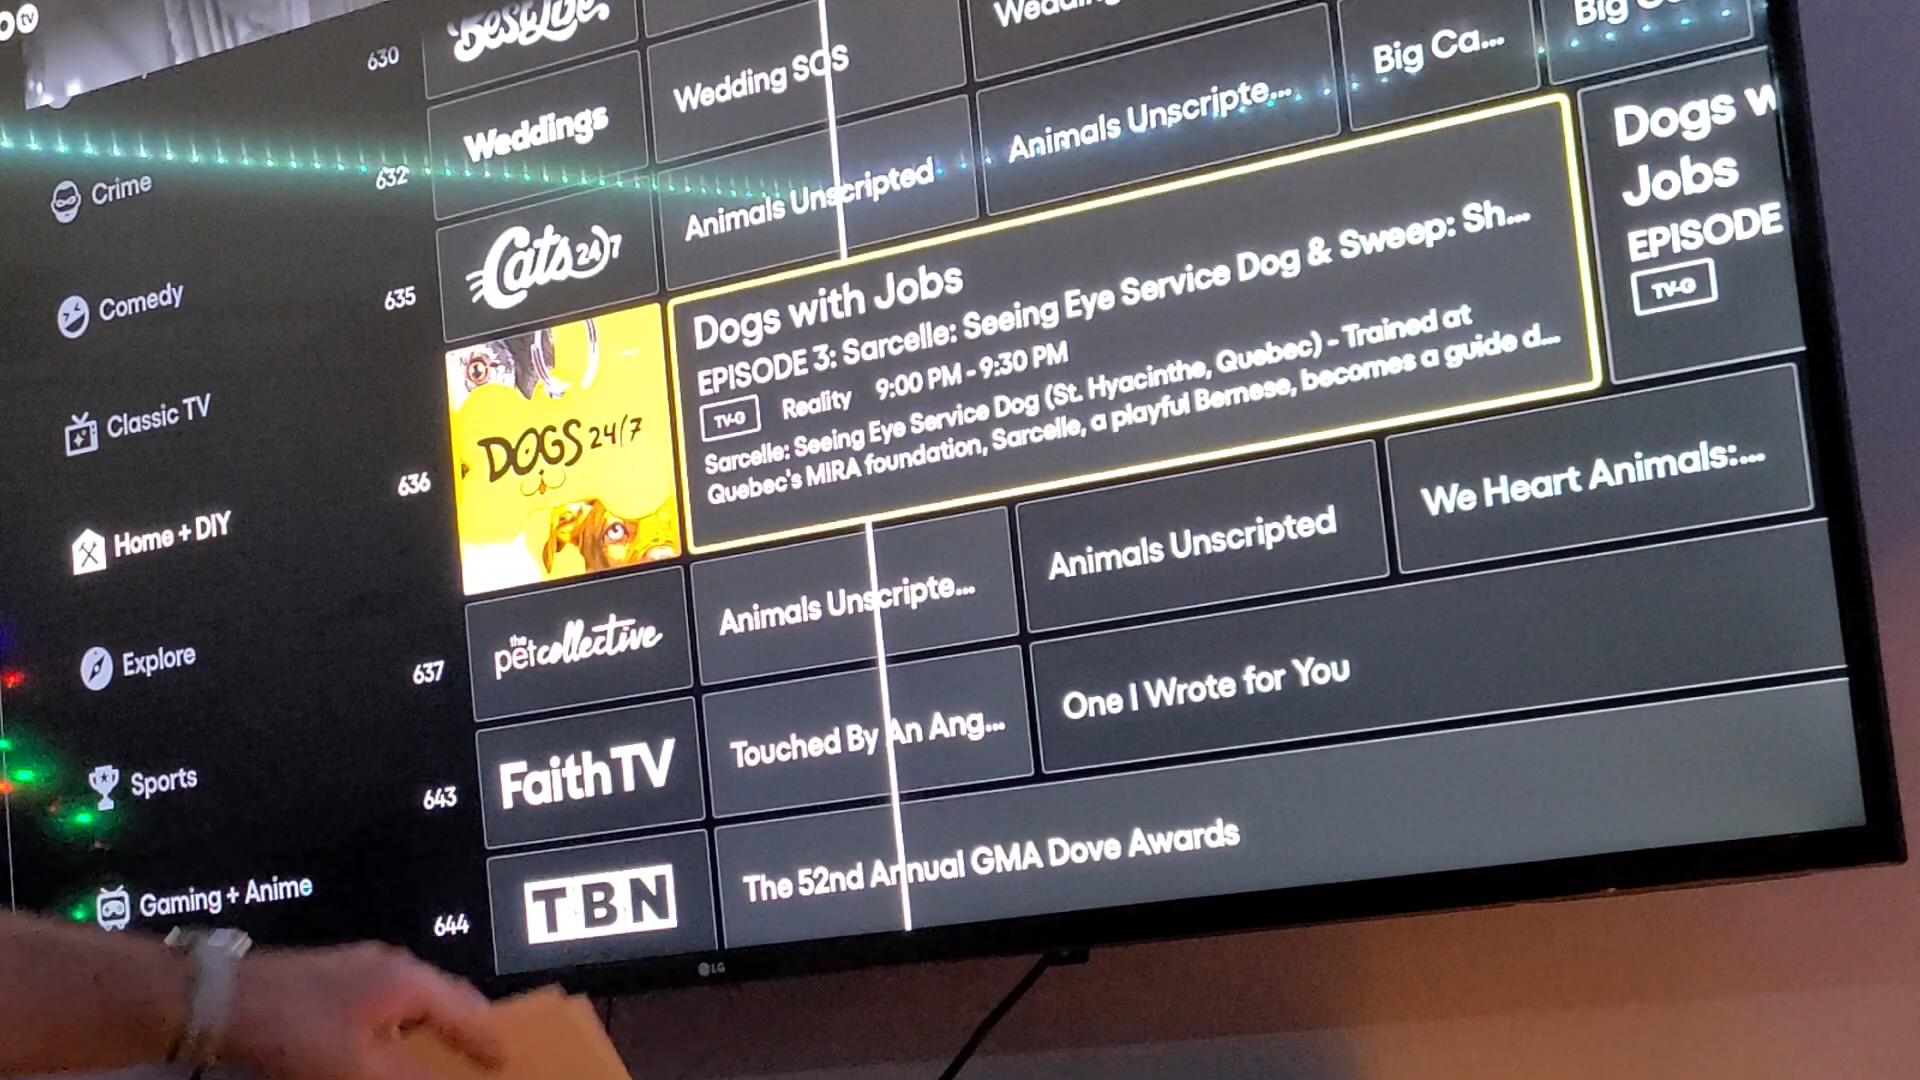 tv
630
Weddings
Wedding SOS
Big Ca...
Big
632
Cats 24/7
Animals Unscripted
Animals Unscripte...
Crime
Comedy
Classic TV
Home + DIY
Explore
Sports
Gaming + Anime
635
DOGS 24/7
Dogs with Jobs
EPISODE 3: Sarcelle: Seeing Eye Service Dog & Sweep: Sh...
TV-G Reality 9:00 PM - 9:30 PM
Sarcelle: Seeing Eye Service Dog (St. Hyacinthe, Quebec) - Trained at
Quebec's MIRA foundation, Sarcelle, a playful Bernese, becomes a guide d...
Dogs w
Jobs
EPISODE
TV-G
636
the petcollective
Animals Unscripte...
Animals Unscripted
We Heart Animals:...
637
FaithTV
Touched By An Ang...
One I Wrote for You
643
TBN
The 52nd Annual GMA Dove Awards
644
LG